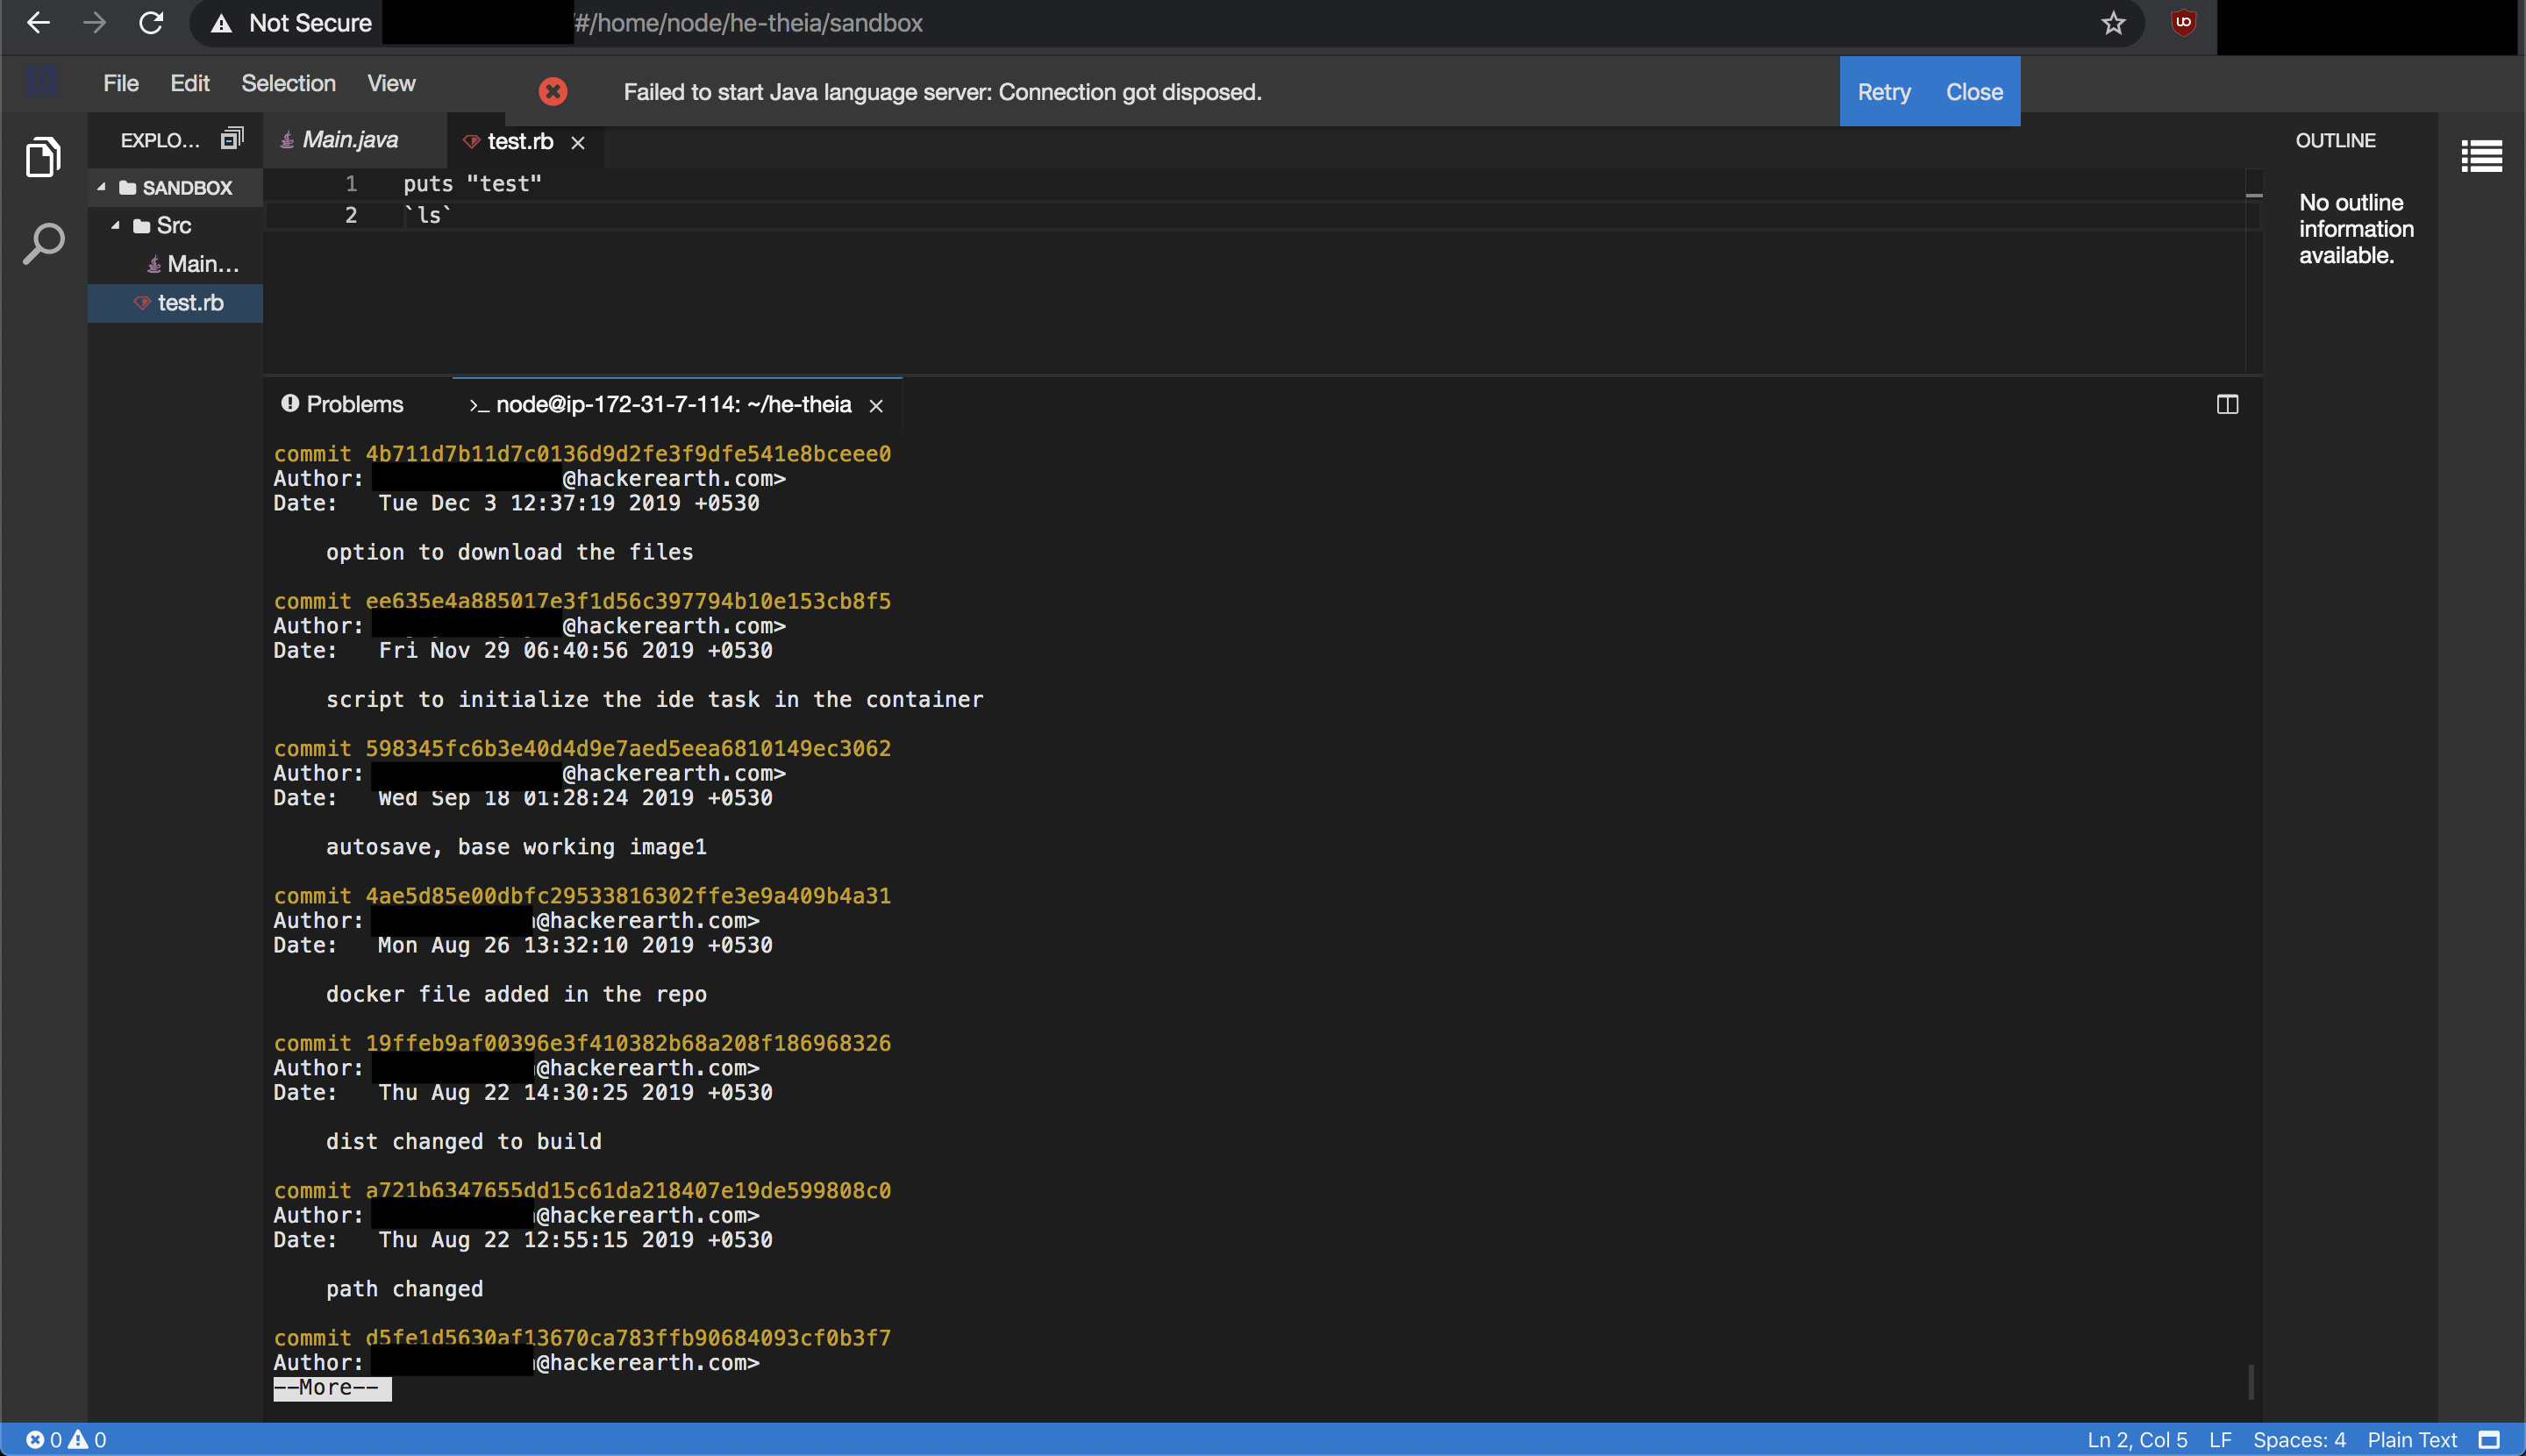 Not Secure /#/home/node/he-theia/sandbox
File Edit Selection View
Failed to start Java language server: Connection got disposed.
Retry Close
EXPLO...
Main.java
test.rb
OUTLINE
SANDBOX
Src
Main...
test.rb
1 puts "test"
2 `ls`
No outline
information
available.
Problems
>_ node@ip-172-31-7-114: ~/he-theia
commit 4b711d7b11d7c0136d9d2fe3f9dfe541e8bceee0
Author: @hackerearth.com>
Date: Tue Dec 3 12:37:19 2019 +0530
option to download the files
commit ee635e4a885017e3f1d56c397794b10e153cb8f5
Author: @hackerearth.com>
Date: Fri Nov 29 06:40:56 2019 +0530
script to initialize the ide task in the container
commit 598345fc6b3e40d4d9e7aed5eea6810149ec3062
Author: @hackerearth.com>
Date: Wed Sep 18 01:28:24 2019 +0530
autosave, base working image1
commit 4ae5d85e00dbfc29533816302ffe3e9a409b4a31
Author: @hackerearth.com>
Date: Mon Aug 26 13:32:10 2019 +0530
docker file added in the repo
commit 19ffeb9af00396e3f410382b68a208f186968326
Author: @hackerearth.com>
Date: Thu Aug 22 14:30:25 2019 +0530
dist changed to build
commit a721b6347655dd15c61da218407e19de599808c0
Author: @hackerearth.com>
Date: Thu Aug 22 12:55:15 2019 +0530
path changed
commit d5fe1d5630af13670ca783ffb90684093cf0b3f7
Author: @hackerearth.com>
--More--
0 0
Ln 2, Col 5 LF Spaces: 4 Plain Text